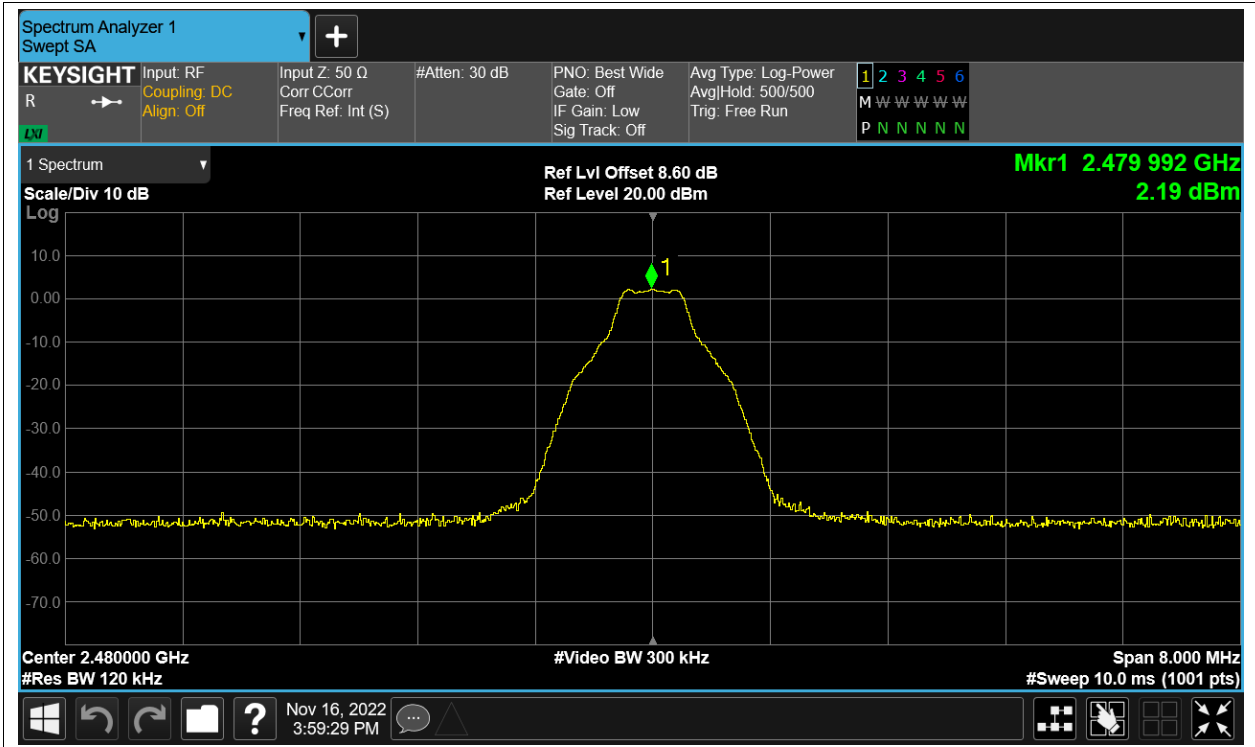 Spectrum Analyzer 1
Swept SA
KEYSIGHT
R
LXI
Input: RF
Coupling: DC
Align: Off
Input Z: 50 Ω
Corr CCorr
Freq Ref: Int (S)
#Atten: 30 dB
PNO: Best Wide
Gate: Off
IF Gain: Low
Sig Track: Off
Avg Type: Log-Power
Avg|Hold: 500/500
Trig: Free Run
1 2 3 4 5 6
M W W W W W
P N N N N N
1 Spectrum
Scale/Div 10 dB
Log
Ref Lvl Offset 8.60 dB
Ref Level 20.00 dBm
Mkr1 2.479 992 GHz
2.19 dBm
1
10.0
0.00
-10.0
-20.0
-30.0
-40.0
-50.0
-60.0
-70.0
Center 2.480000 GHz
#Res BW 120 kHz
#Video BW 300 kHz
Span 8.000 MHz
#Sweep 10.0 ms (1001 pts)
?
Nov 16, 2022
3:59:29 PM